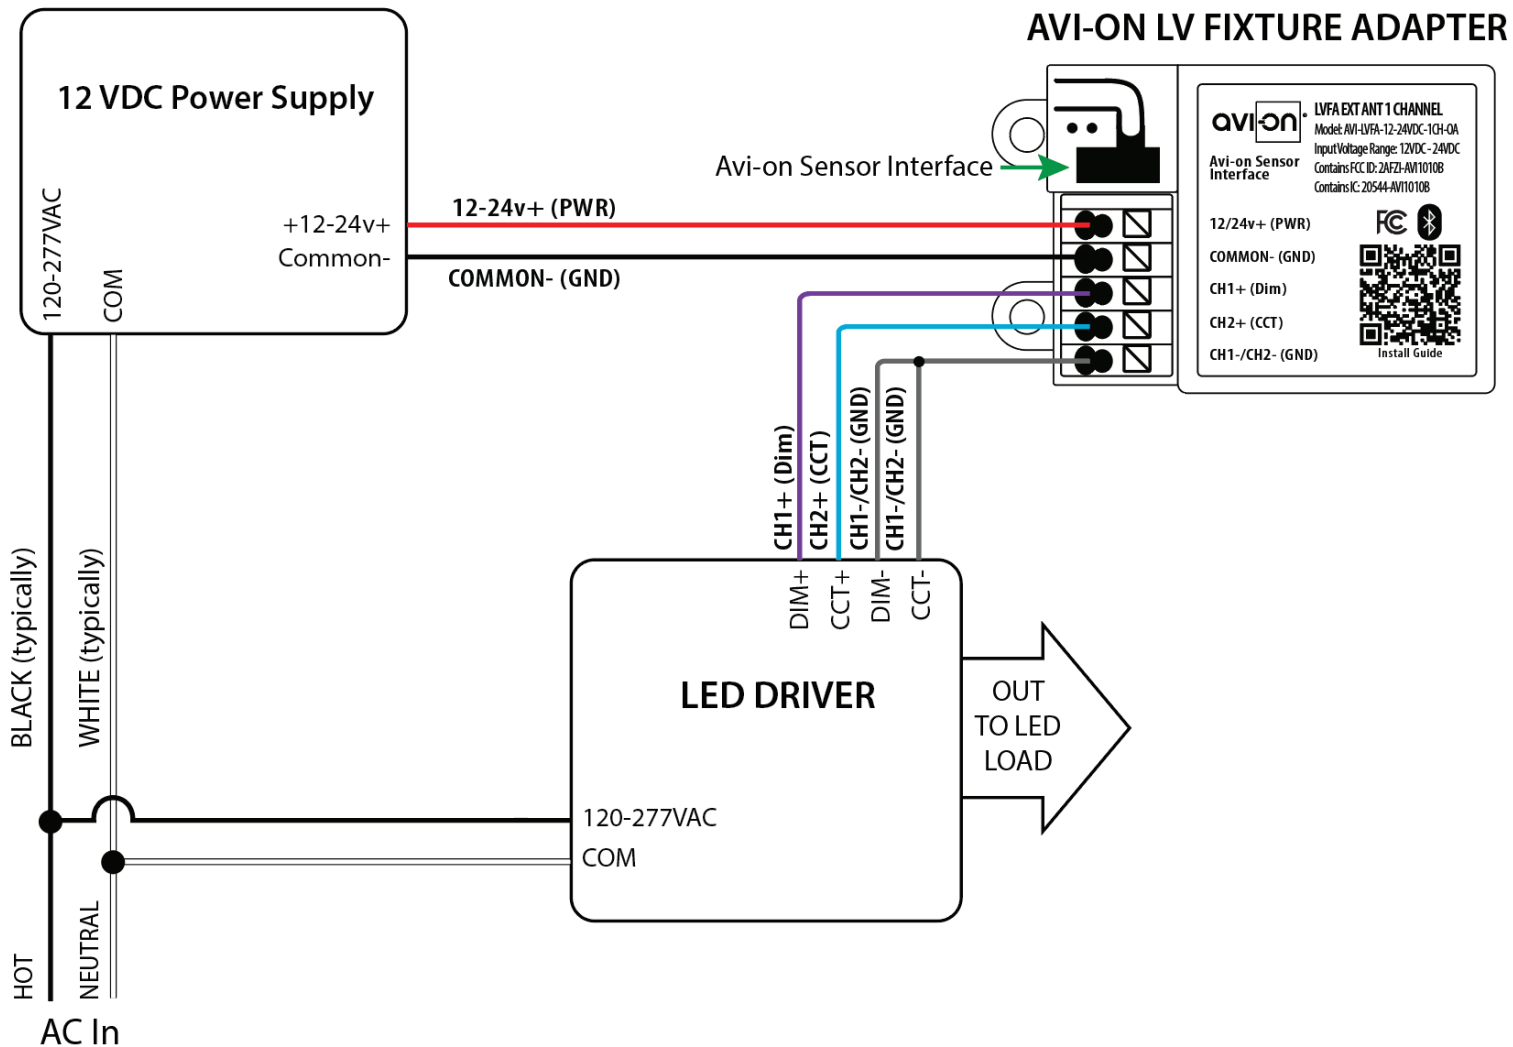 AVI-ON LV FIXTURE ADAPTER
12 VDC Power Supply
120-277VAC
COM
+12-24v+
Common-
12-24v+ (PWR)
COMMON- (GND)
Avi-on Sensor Interface
avi-on
Avi-on Sensor
Interface
LVFA EXT ANT 1 CHANNEL
Model: AVI-LVFA-12-24VDC-1CH-OA
Input Voltage Range: 12VDC - 24VDC
Contains FCC ID: 2AFZI-AVI1010B
Contains IC: 20544-AVI1010B
12/24v+ (PWR)
COMMON- (GND)
CH1+ (Dim)
CH2+ (CCT)
CH1-/CH2- (GND)
FC
Install Guide
CH1+ (Dim)
CH2+ (CCT)
CH1-/CH2- (GND)
CH1-/CH2- (GND)
DIM+
CCT+
DIM-
CCT-
LED DRIVER
OUT
TO LED
LOAD
120-277VAC
COM
BLACK (typically)
WHITE (typically)
HOT
NEUTRAL
AC In